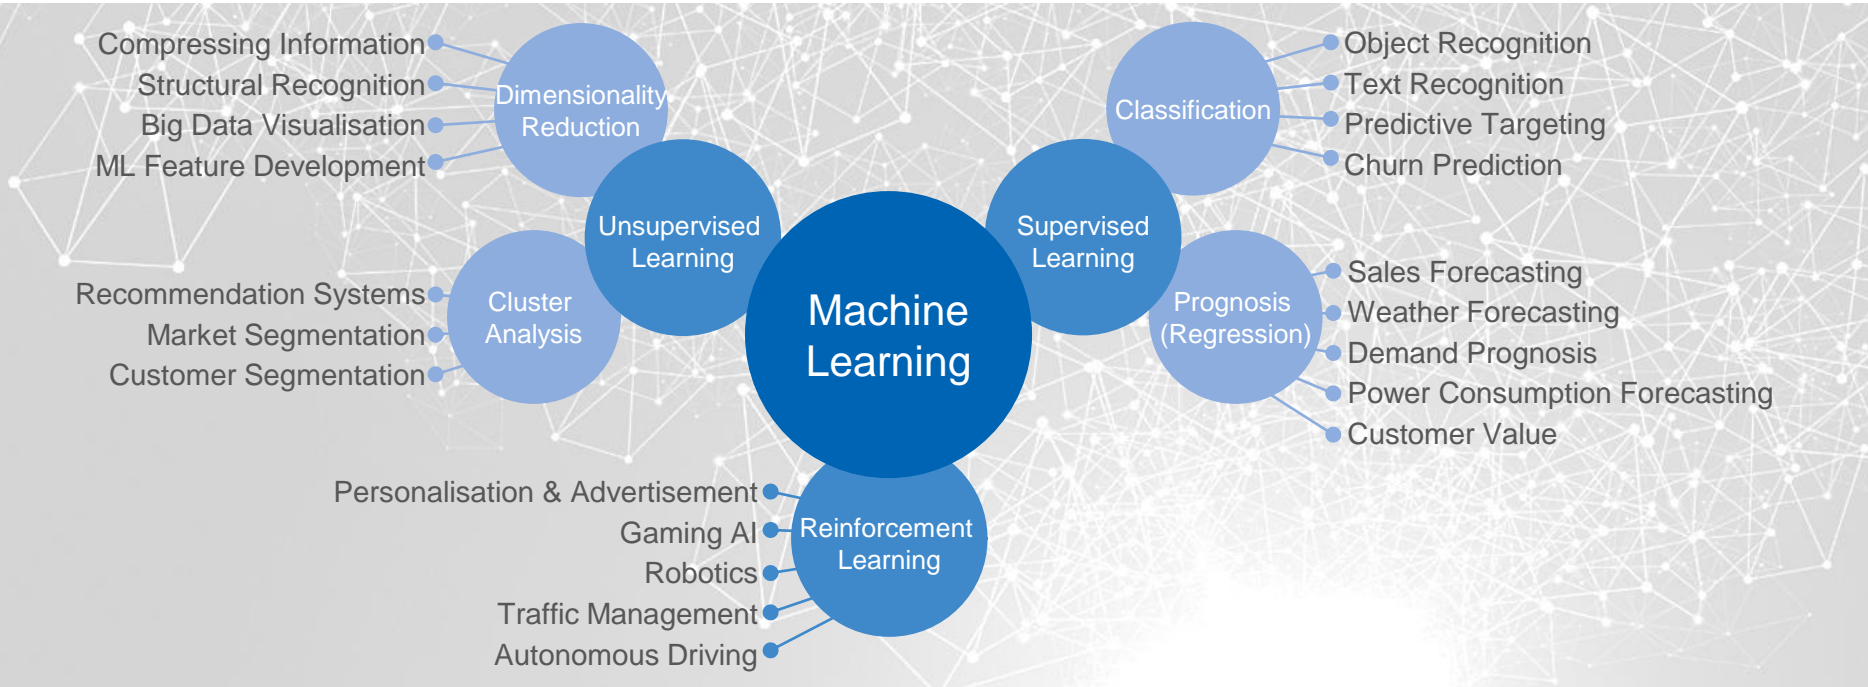 Compressing Information
Structural Recognition
Big Data Visualisation
ML Feature Development
Dimensionality
Reduction
Unsupervised
Learning
Cluster
Analysis
Recommendation Systems
Market Segmentation
Customer Segmentation
Machine
Learning
Supervised
Learning
Classification
Object Recognition
Text Recognition
Predictive Targeting
Churn Prediction
Prognosis
(Regression)
Sales Forecasting
Weather Forecasting
Demand Prognosis
Power Consumption Forecasting
Customer Value
Reinforcement
Learning
Personalisation & Advertisement
Gaming AI
Robotics
Traffic Management
Autonomous Driving